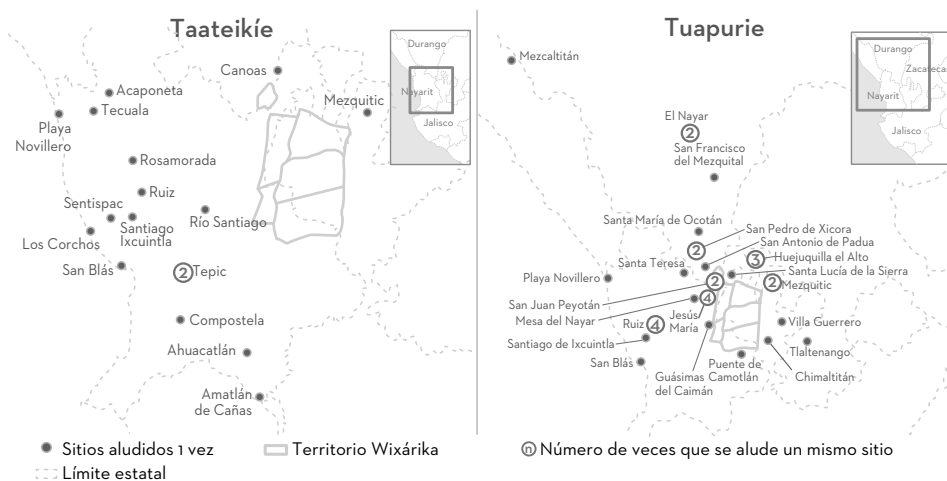 Taateikíe
Canoas
Durango
Nayarit
Jalisco
Acaponeta
Tecuala
Mezquitic
Playa
Novillero
Rosamorada
Ruiz
Sentispac
Santiago
Ixcuintla
Río Santiago
Los Corchos
San Blás
2 Tepic
Compostela
Ahuacatlán
Amatlán
de Cañas
Tuapurie
Mezcaltitán
Durango
Zacatecas
Nayarit
Jalisco
El Nayar
2
San Francisco
del Mezquital
Santa María de Ocotán
San Pedro de Xicora
2
San Antonio de Padua
Huejuquilla el Alto
3
Santa Teresa
Santa Lucía de la Sierra
Playa Novillero
Mezquitic
2
San Juan Peyotán
2
Mesa del Nayar
4
Jesús
María
Ruiz 4
Villa Guerrero
Santiago de Ixcuintla
Tlaltenango
San Blás
Puente de
Camotlán
Guásimas
del Caimán
Chimaltitán
Sitios aludidos 1 vez
Territorio Wixárika
n Número de veces que se alude un mismo sitio
Límite estatal